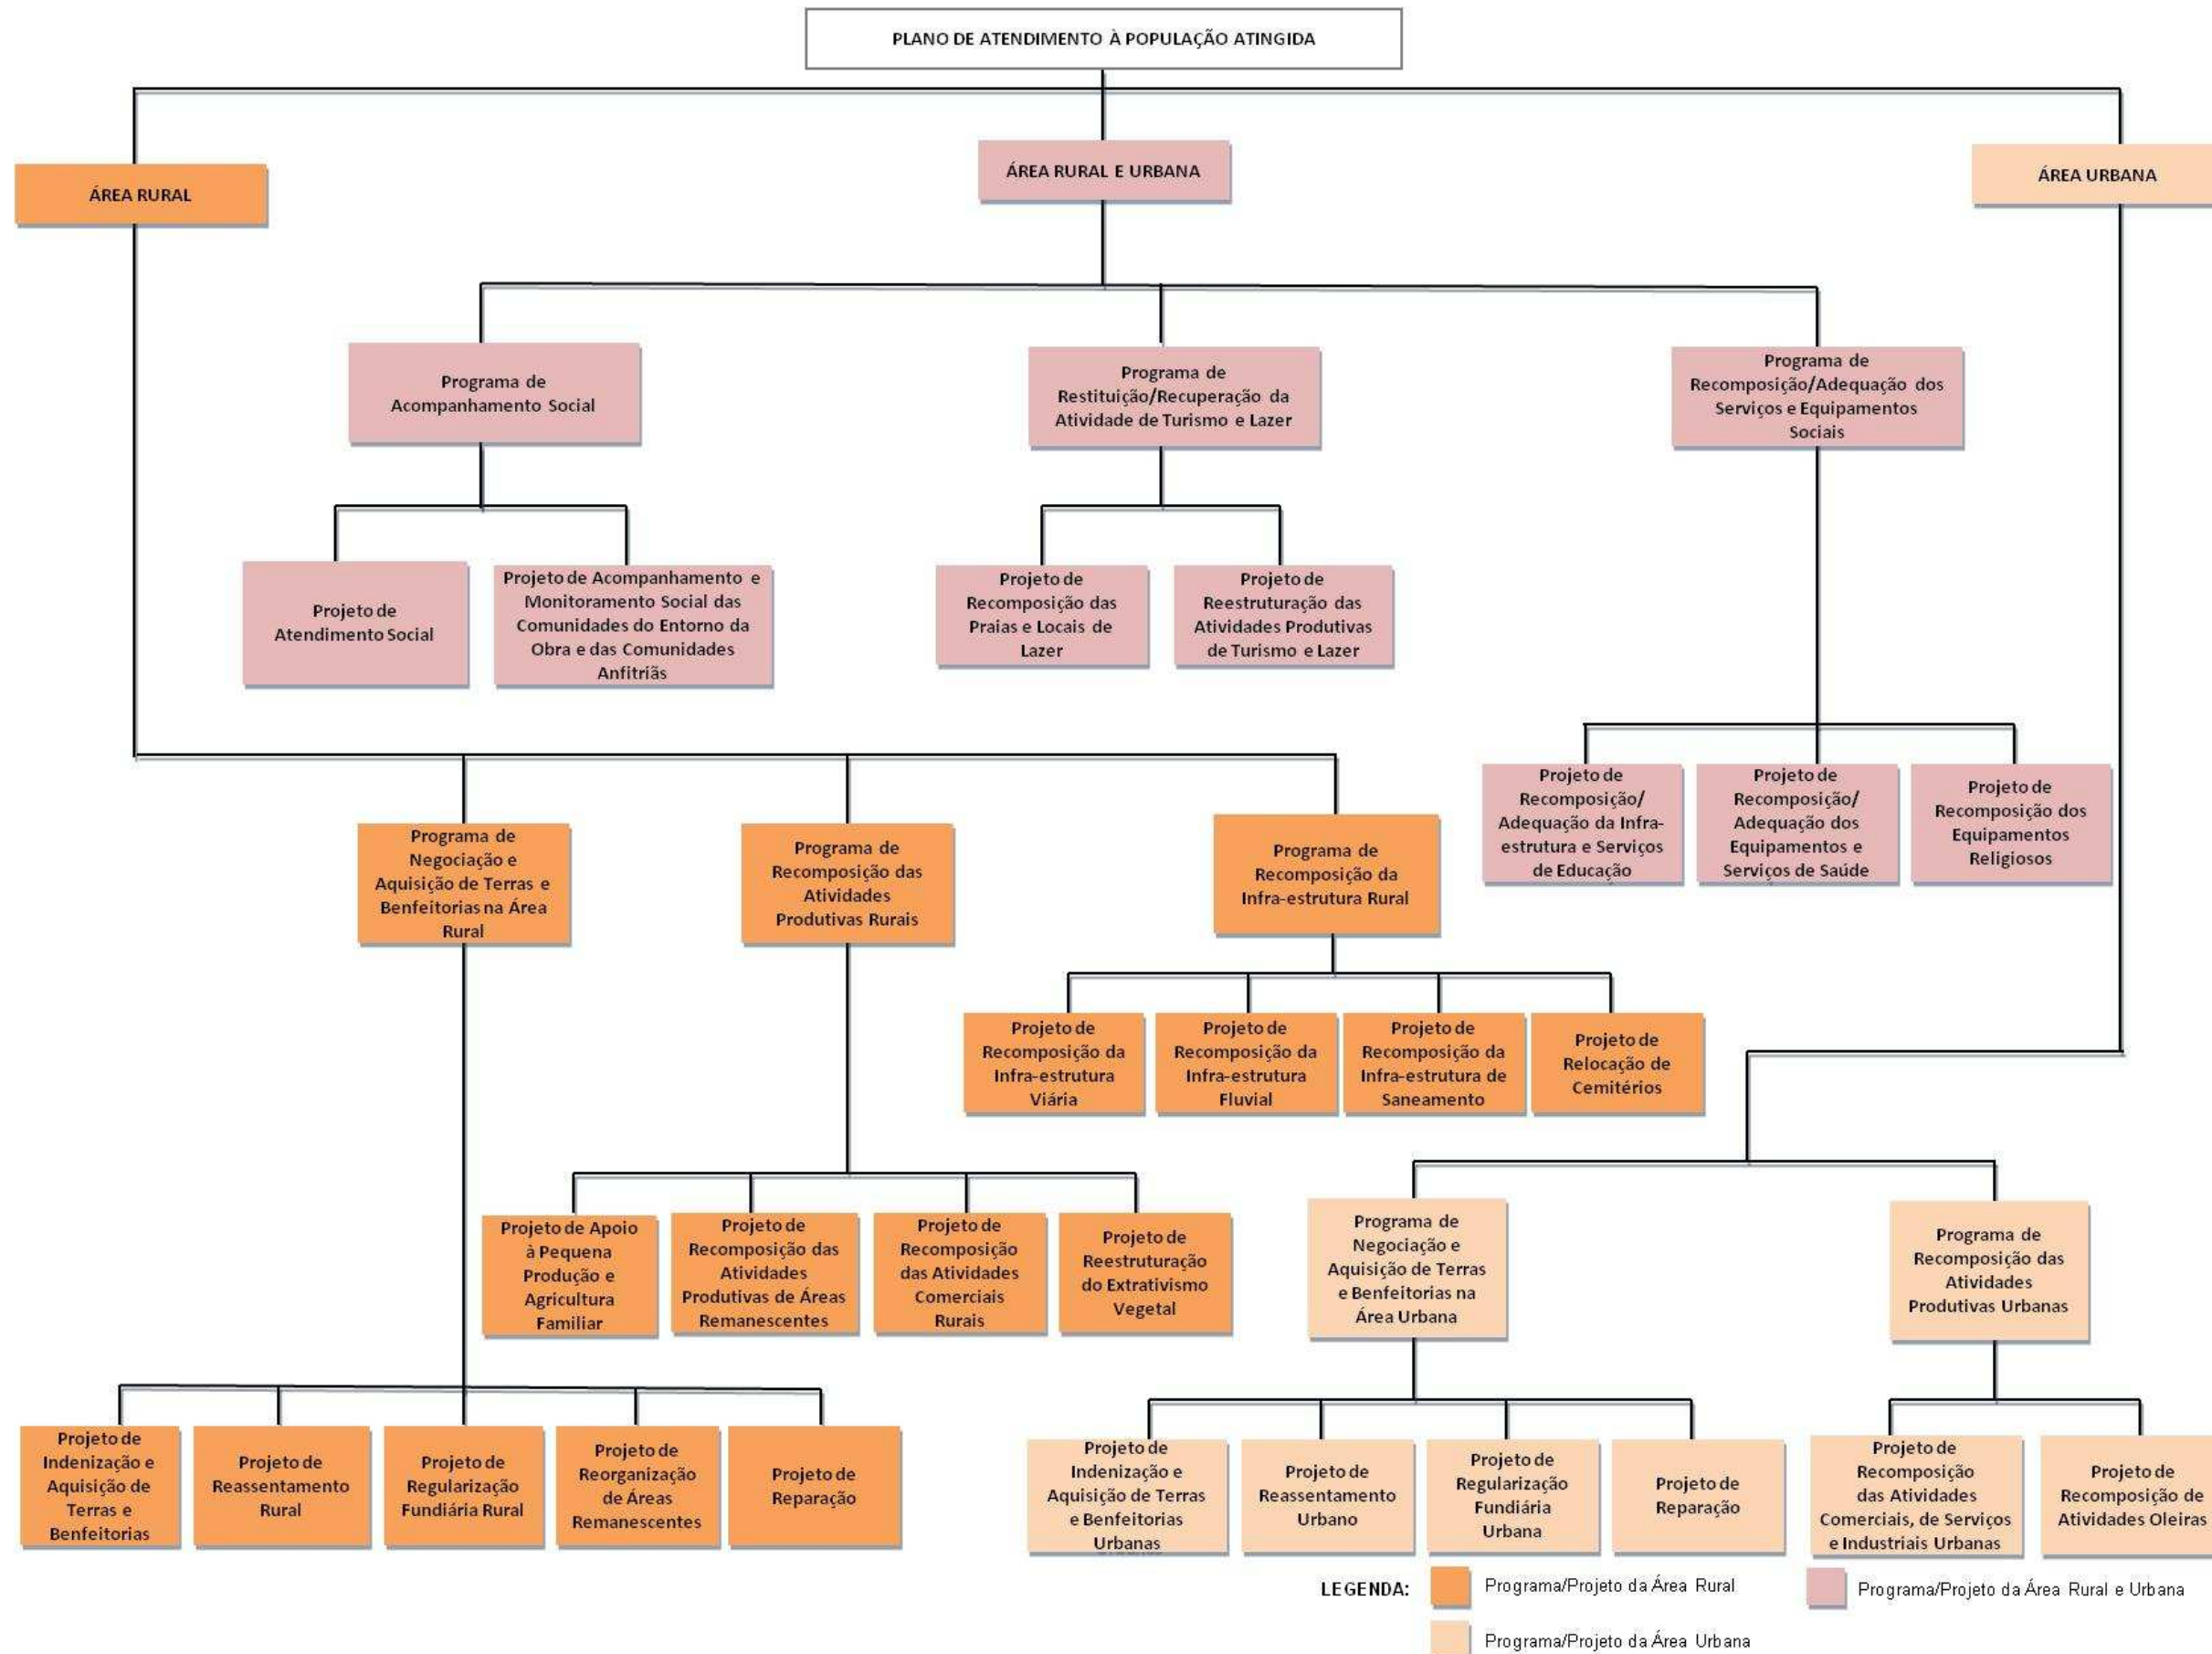 PLANO DE ATENDIMENTO À POPULAÇÃO ATINGIDA
ÁREA RURAL
ÁREA RURAL E URBANA
ÁREA URBANA
Programa de
Acompanhamento Social
Programa de
Restituição/Recuperação da
Atividade de Turismo e Lazer
Programa de
Recomposição/Adequação dos
Serviços e Equipamentos
Sociais
Projeto de
Atendimento Social
Projeto de Acompanhamento e
Monitoramento Social das
Comunidades do Entorno da
Obra e das Comunidades
Anfitriãs
Projeto de
Recomposição das
Praias e Locais de
Lazer
Projeto de
Reestruturação das
Atividades Produtivas
de Turismo e Lazer
Projeto de
Recomposição/
Adequação da Infra-
estrutura e Serviços
de Educação
Projeto de
Recomposição/
Adequação dos
Equipamentos e
Serviços de Saúde
Projeto de
Recomposição dos
Equipamentos
Religiosos
Programa de
Negociação e
Aquisição de Terras e
Benfeitorias na Área
Rural
Programa de
Recomposição das
Atividades
Produtivas Rurais
Programa de
Recomposição da
Infra-estrutura Rural
Projeto de
Recomposição da
Infra-estrutura
Viária
Projeto de
Recomposição da
Infra-estrutura
Fluvial
Projeto de
Recomposição da
Infra-estrutura de
Saneamento
Projeto de
Relocação de
Cemitérios
Projeto de Apoio
à Pequena
Produção e
Agricultura
Familiar
Projeto de
Recomposição das
Atividades
Produtivas de Áreas
Remanescentes
Projeto de
Recomposição
das Atividades
Comerciais
Rurais
Projeto de
Reestruturação
do Extrativismo
Vegetal
Programa de
Negociação e
Aquisição de Terras
e Benfeitorias na
Área Urbana
Programa de
Recomposição das
Atividades
Produtivas Urbanas
Projeto de
Indenização e
Aquisição de
Terras e
Benfeitorias
Projeto de
Reassentamento
Rural
Projeto de
Regularização
Fundiária Rural
Projeto de
Reorganização
de Áreas
Remanescentes
Projeto de
Reparação
Projeto de
Indenização e
Aquisição de Terras
e Benfeitorias
Urbanas
Projeto de
Reassentamento
Urbano
Projeto de
Regularização
Fundiária
Urbana
Projeto de
Reparação
Projeto de
Recomposição
das Atividades
Comerciais, de Serviços
e Industriais Urbanas
Projeto de
Recomposição de
Atividades Oleiras
LEGENDA:
Programa/Projeto da Área Rural
Programa/Projeto da Área Rural e Urbana
Programa/Projeto da Área Urbana